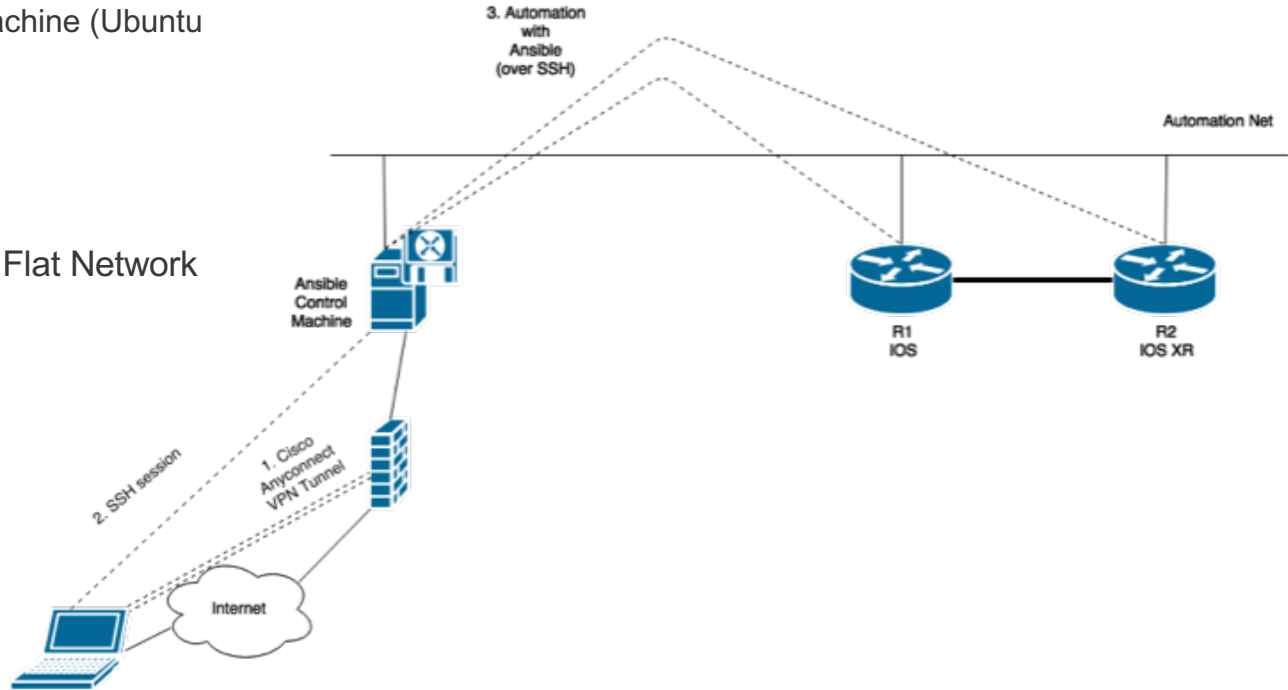 achine (Ubuntu
3. Automation
with
Ansible
(over SSH)
Automation Net
Flat Network
Ansible
Control
Machine
R1
IOS
R2
IOS XR
2. SSH session
1. Cisco
Anyconnect
VPN Tunnel
Internet